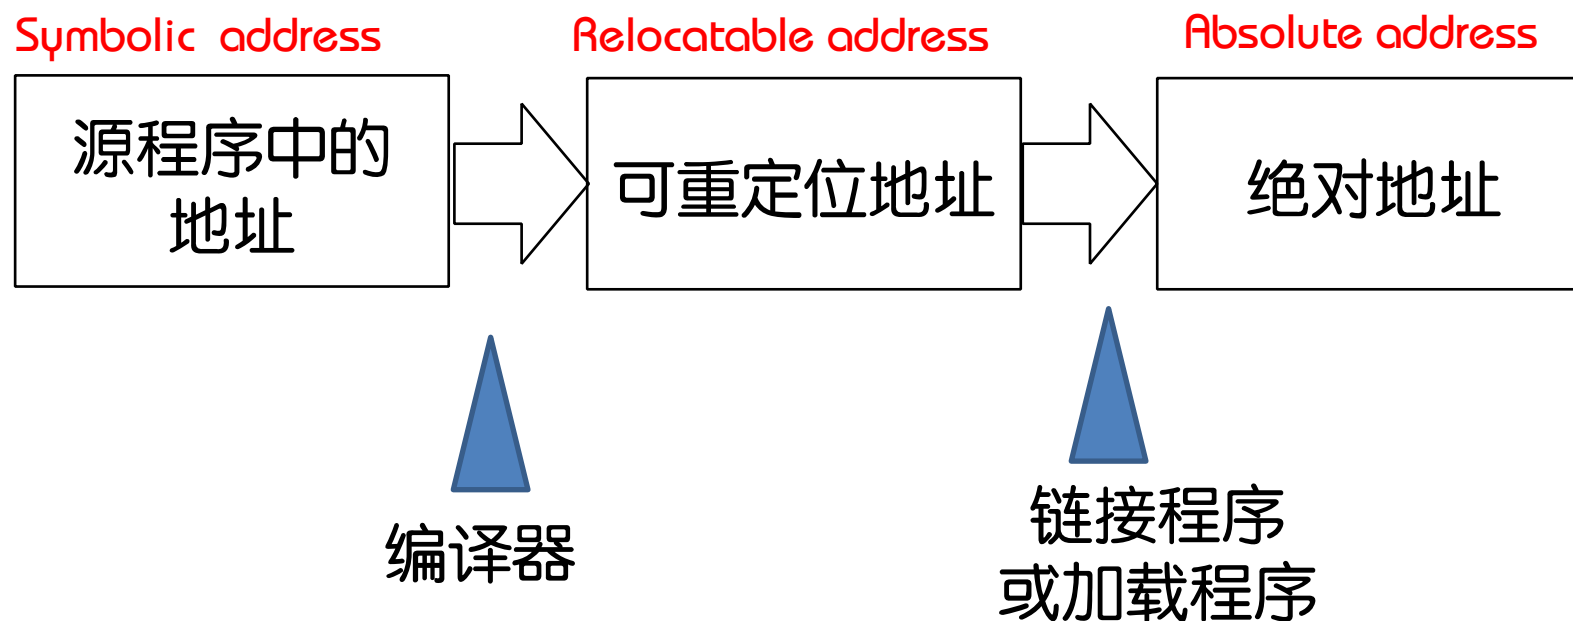 Symbolic address
Relocatable address
Absolute address
源程序中的
地址
可重定位地址
绝对地址
编译器
链接程序
或加载程序